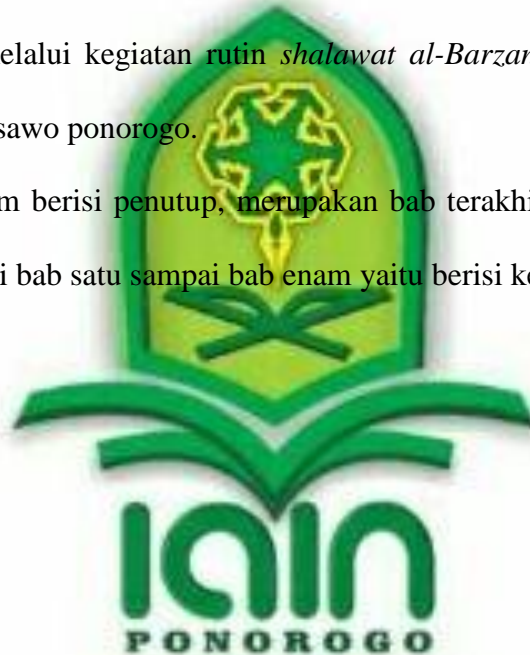 elalui kegiatan rutin shalawat al-Barzan
sawo ponorogo.
m berisi penutup, merupakan bab terakhi
i bab satu sampai bab enam yaitu berisi ke
iain
PONOROGO